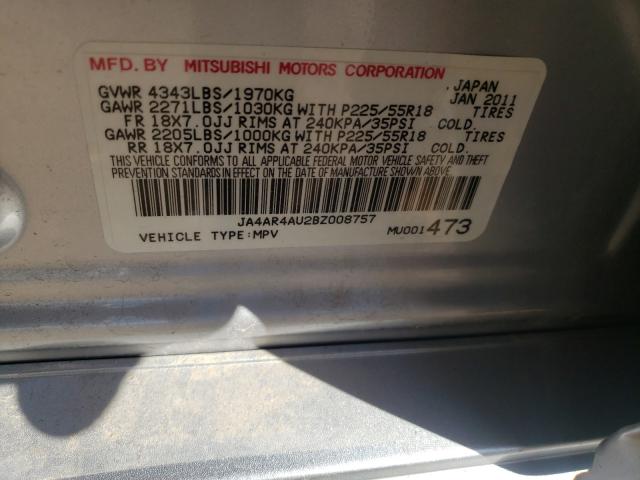 MFD. BY MITSUBISHI MOTORS CORPORATION
GVWR 4343LBS/1970KG , JAPAN
JAN 2011
GAWR 2271LBS/1030KG WITH P225/55R18 TIRES
FR 18X7.0JJ RIMS AT 240KPA/35PSI COLD.
GAWR 2205LBS/1000KG WITH P225/55R18 TIRES
RR 18X7.0JJ RIMS AT 240KPA/35PSI COLD.
THIS VEHICLE CONFORMS TO ALL APPLICABLE FEDERAL MOTOR VEHICLE SAFETY AND THEFT
PREVENTION STANDARDS IN EFFECT ON THE DATE OF MANUFACTURE SHOWN ABOVE.
JA4AR4AU2BZ008757
VEHICLE TYPE:MPV MU001473